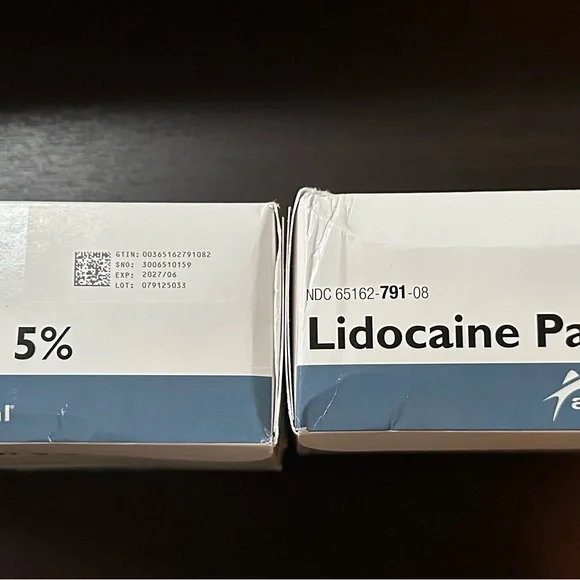 GTIN: 00365162791082
SNO: 3006510159
EXP: 2027/06
LOT: 079125033
5%
NDC 65162-791-08
Lidocaine Pa